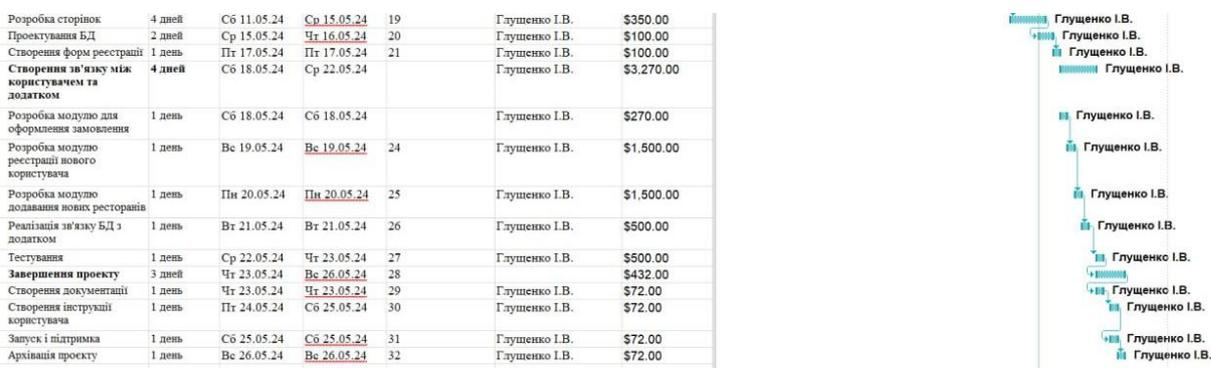 Розробка сторінок 4 дней Сб 11.05.24 Ср 15.05.24 19 Глущенко І.В. $350.00 Глущенко І.В.
Проектування БД 2 дней Ср 15.05.24 Чт 16.05.24 20 Глущенко І.В. $100.00 Глущенко І.В.
Створення форм реєстрації 1 день Пт 17.05.24 Пт 17.05.24 21 Глущенко І.В. $100.00 Глущенко І.В.
Створення зв'язку між 4 дней Сб 18.05.24 Ср 22.05.24 Глущенко І.В. $3,270.00 Глущенко І.В.
користувачем та
додатком
Розробка модулю для 1 день Сб 18.05.24 Сб 18.05.24 Глущенко І.В. $270.00 Глущенко І.В.
оформлення замовлення
Розробка модулю 1 день Вс 19.05.24 Вс 19.05.24 24 Глущенко І.В. $1,500.00 Глущенко І.В.
реєстрації нового
користувача
Розробка модулю 1 день Пн 20.05.24 Пн 20.05.24 25 Глущенко І.В. $1,500.00 Глущенко І.В.
додавання нових ресторанів
Реалізація зв'язку БД з 1 день Вт 21.05.24 Вт 21.05.24 26 Глущенко І.В. $500.00 Глущенко І.В.
додатком
Тестування 1 день Ср 22.05.24 Чт 23.05.24 27 Глущенко І.В. $500.00 Глущенко І.В.
Завершення проекту 3 дней Чт 23.05.24 Вс 26.05.24 28 $432.00
Створення документації 1 день Чт 23.05.24 Чт 23.05.24 29 Глущенко І.В. $72.00 Глущенко І.В.
Створення інструкції 1 день Пт 24.05.24 Сб 25.05.24 30 Глущенко І.В. $72.00 Глущенко І.В.
користувача
Запуск і підтримка 1 день Сб 25.05.24 Сб 25.05.24 31 Глущенко І.В. $72.00 Глущенко І.В.
Архівація проєкту 1 день Вс 26.05.24 Вс 26.05.24 32 Глущенко І.В. $72.00 Глущенко І.В.